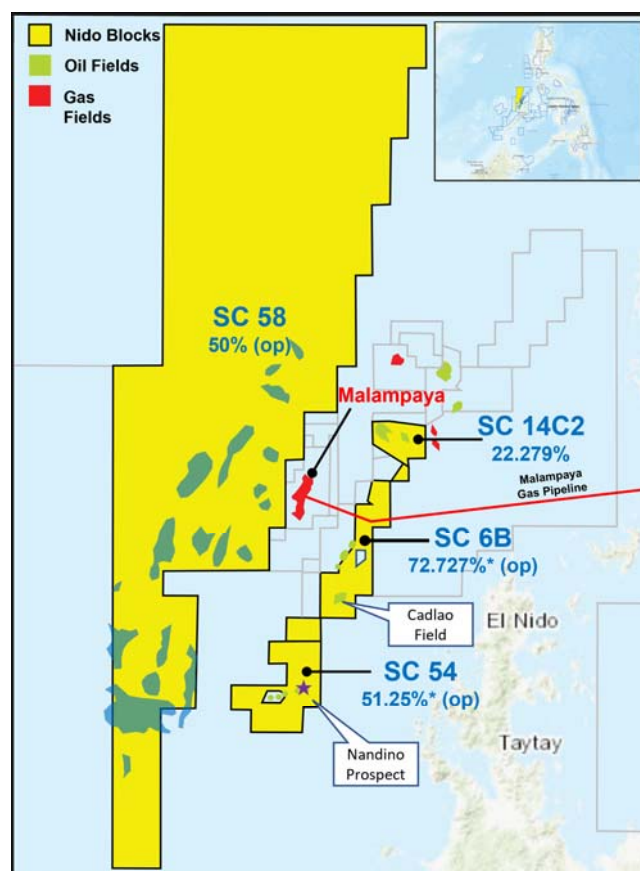 Nido Blocks
Oil Fields
Gas
Fields
SC 58
50% (op)
Malampaya
SC 14C2
22.279%
Malampaya
Gas Pipeline
SC 6B
72.727%* (op)
Cadlao
Field
El Nido
SC 54
51.25%* (op)
Nandino
Prospect
Taytay